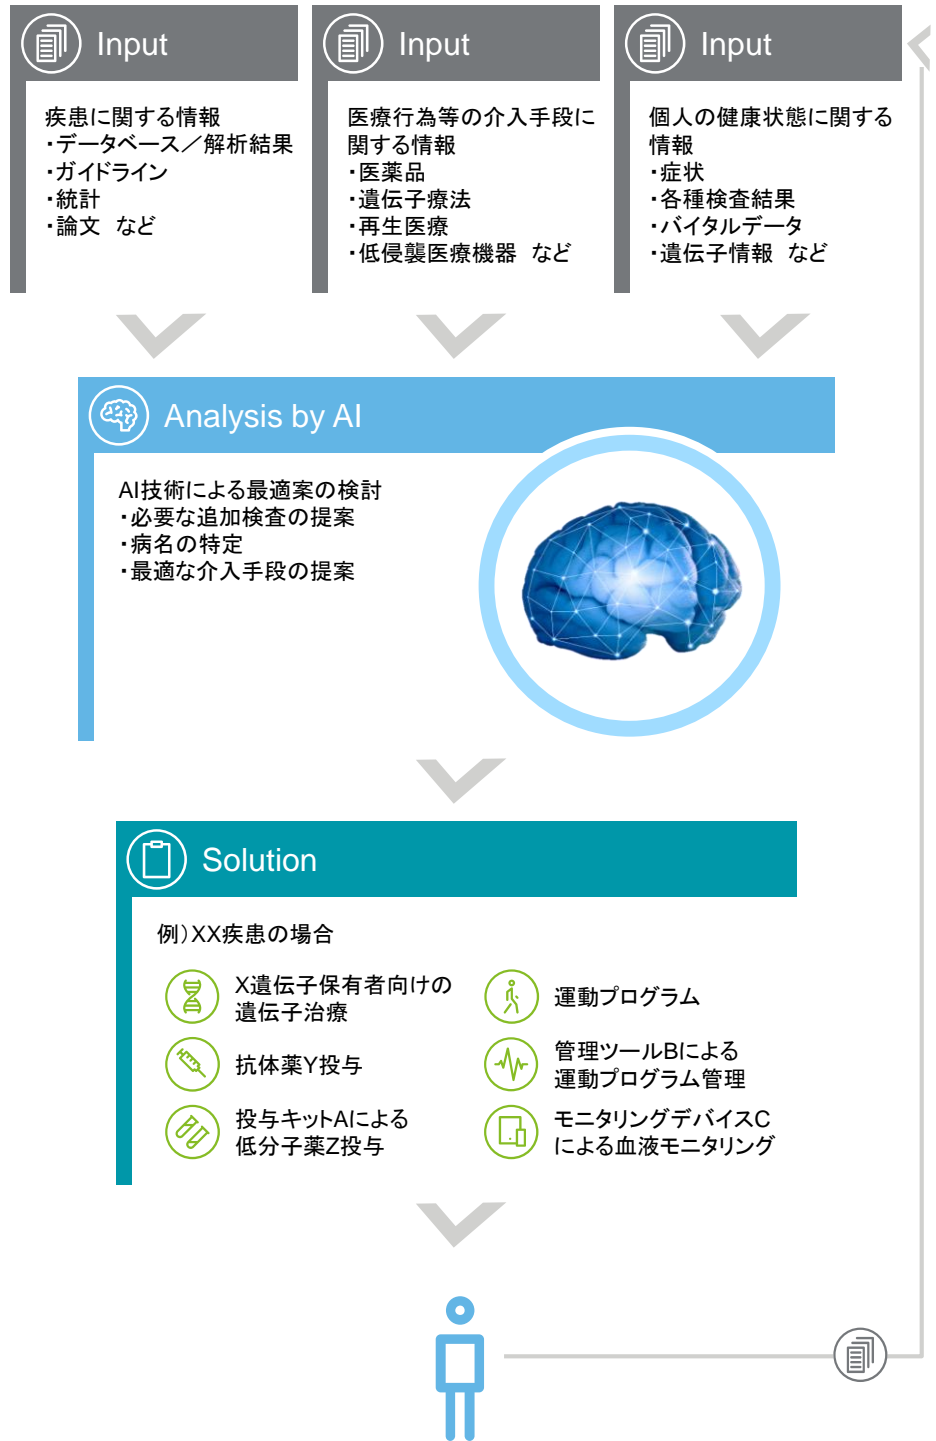 Input
疾患に関する情報
・データベース／解析結果
・ガイドライン
・統計
・論文 など
Input
医療行為等の介入手段に
関する情報
・医薬品
・遺伝子療法
・再生医療
・低侵襲医療機器 など
Input
個人の健康状態に関する
情報
・症状
・各種検査結果
・バイタルデータ
・遺伝子情報 など
Analysis by AI
AI技術による最適案の検討
・必要な追加検査の提案
・病名の特定
・最適な介入手段の提案
Solution
例）XX疾患の場合
X遺伝子保有者向けの
遺伝子治療
抗体薬Y投与
投与キットAによる
低分子薬Z投与
運動プログラム
管理ツールBによる
運動プログラム管理
モニタリングデバイスC
による血液モニタリング